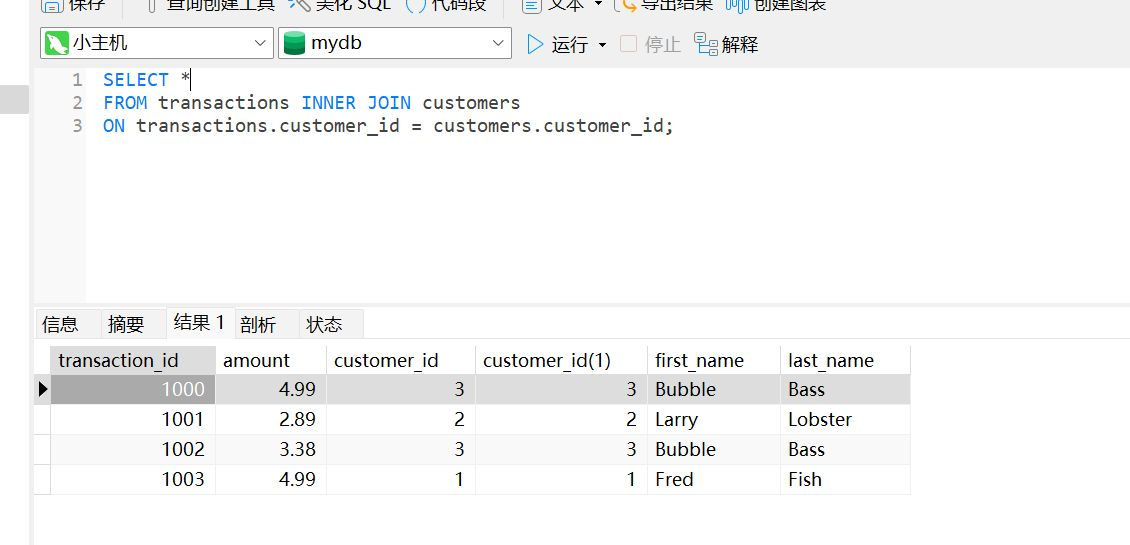 保存 查询创建工具 美化 SQL 代码段 文本 导出结果 创建图表
小主机 mydb 运行 停止 解释
1 SELECT *
2 FROM transactions INNER JOIN customers
3 ON transactions.customer_id = customers.customer_id;
信息 摘要 结果 1 剖析 状态
transaction_id amount customer_id customer_id(1) first_name last_name
1000 4.99 3 3 Bubble Bass
1001 2.89 2 2 Larry Lobster
1002 3.38 3 3 Bubble Bass
1003 4.99 1 1 Fred Fish